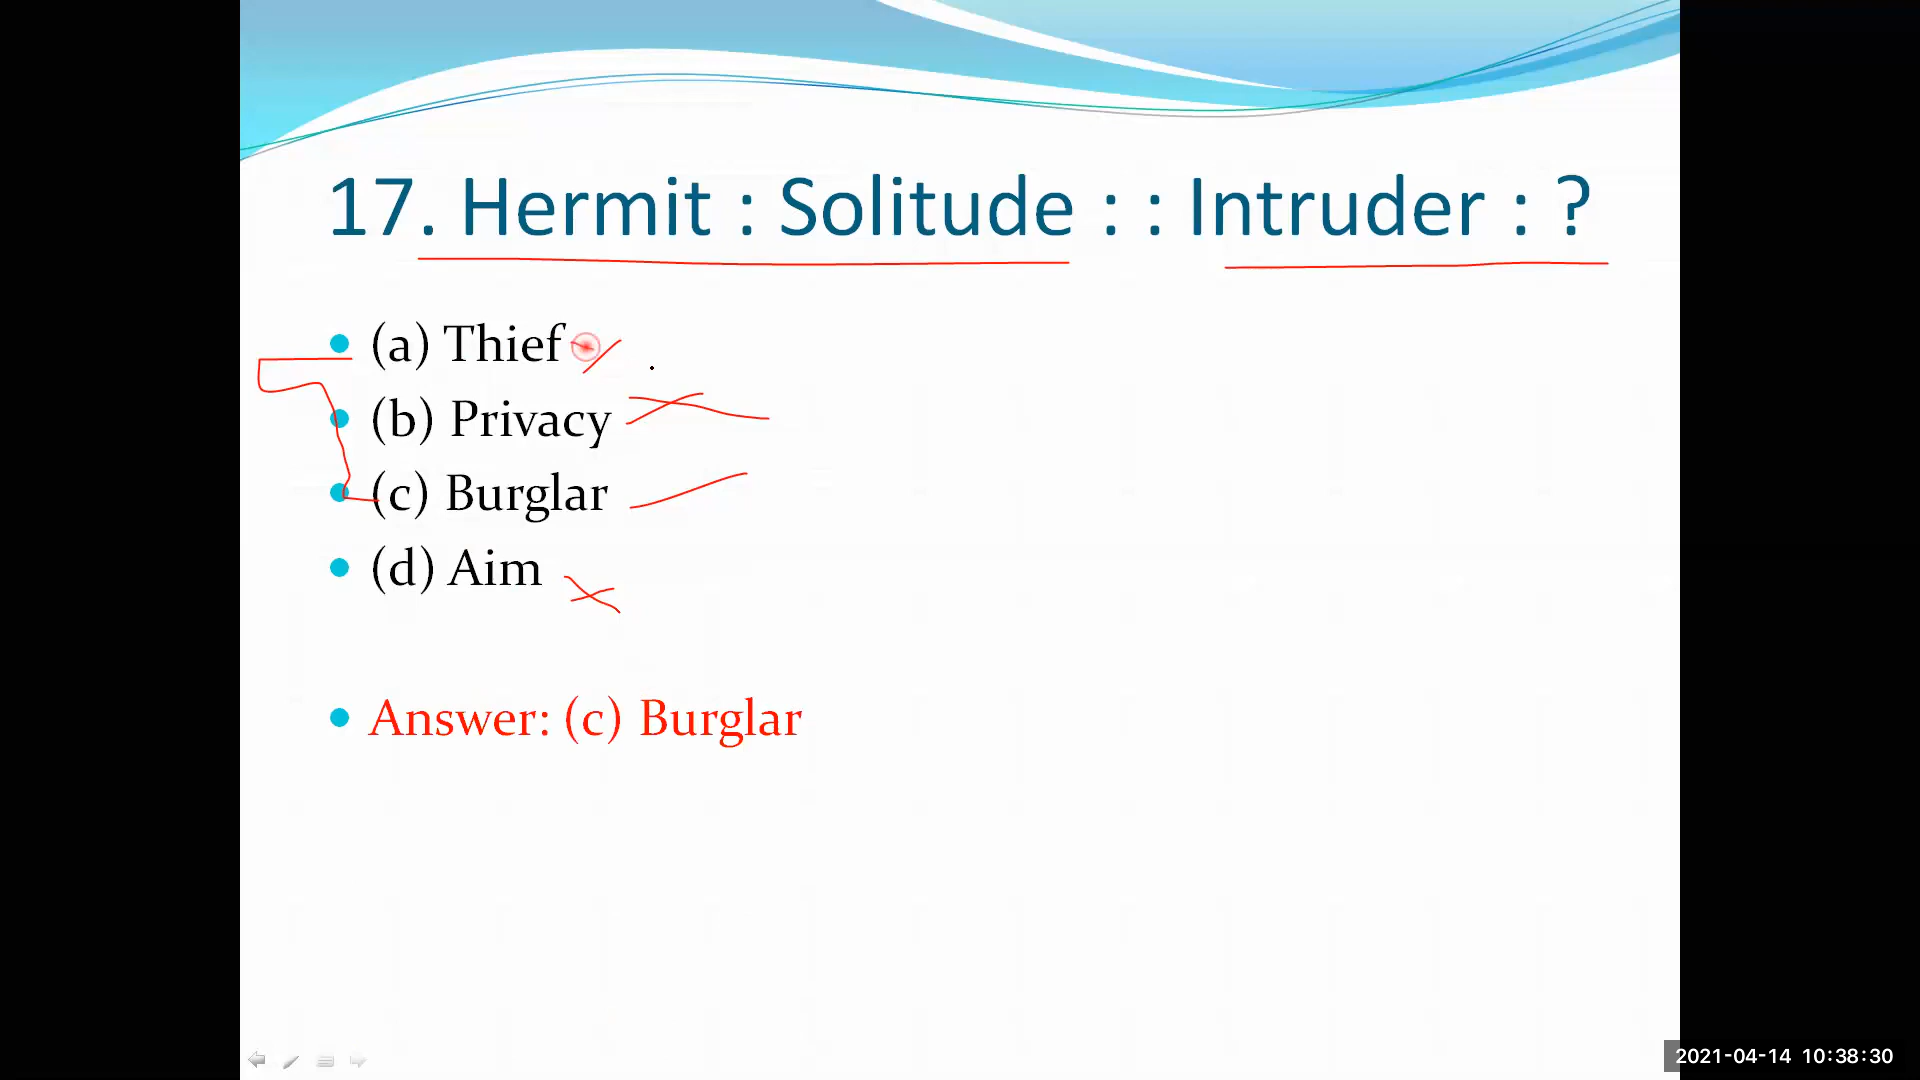 17. Hermit : Solitude : : Intruder : ?
(a) Thief
(b) Privacy
(c) Burglar
(d) Aim
Answer: (c) Burglar
2021-04-14 10:38:30